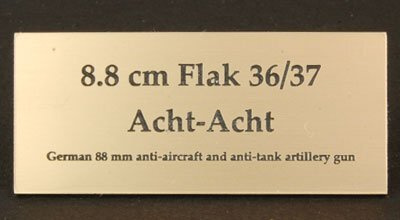 8.8 cm Flak 36/37
Acht-Acht
German 88 mm anti-aircraft and anti-tank artillery gun